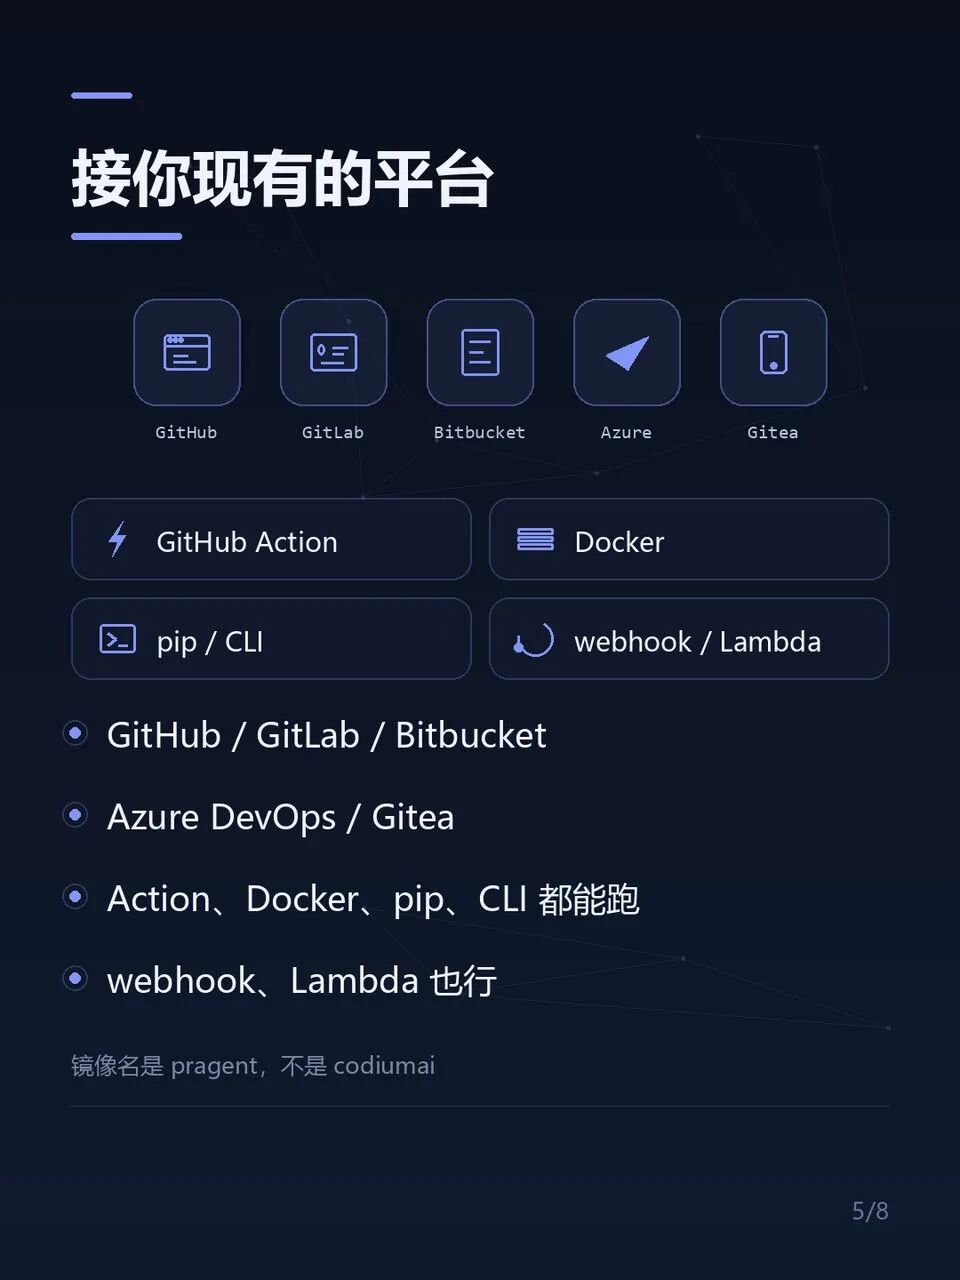 接你现有的平台
GitHub
GitLab
Bitbucket
Azure
Gitea
GitHub Action
Docker
pip / CLI
webhook / Lambda
GitHub / GitLab / Bitbucket
Azure DevOps / Gitea
Action、Docker、pip、CLI 都能跑
webhook、Lambda 也行
镜像名是 pragent，不是 codiumai
5/8